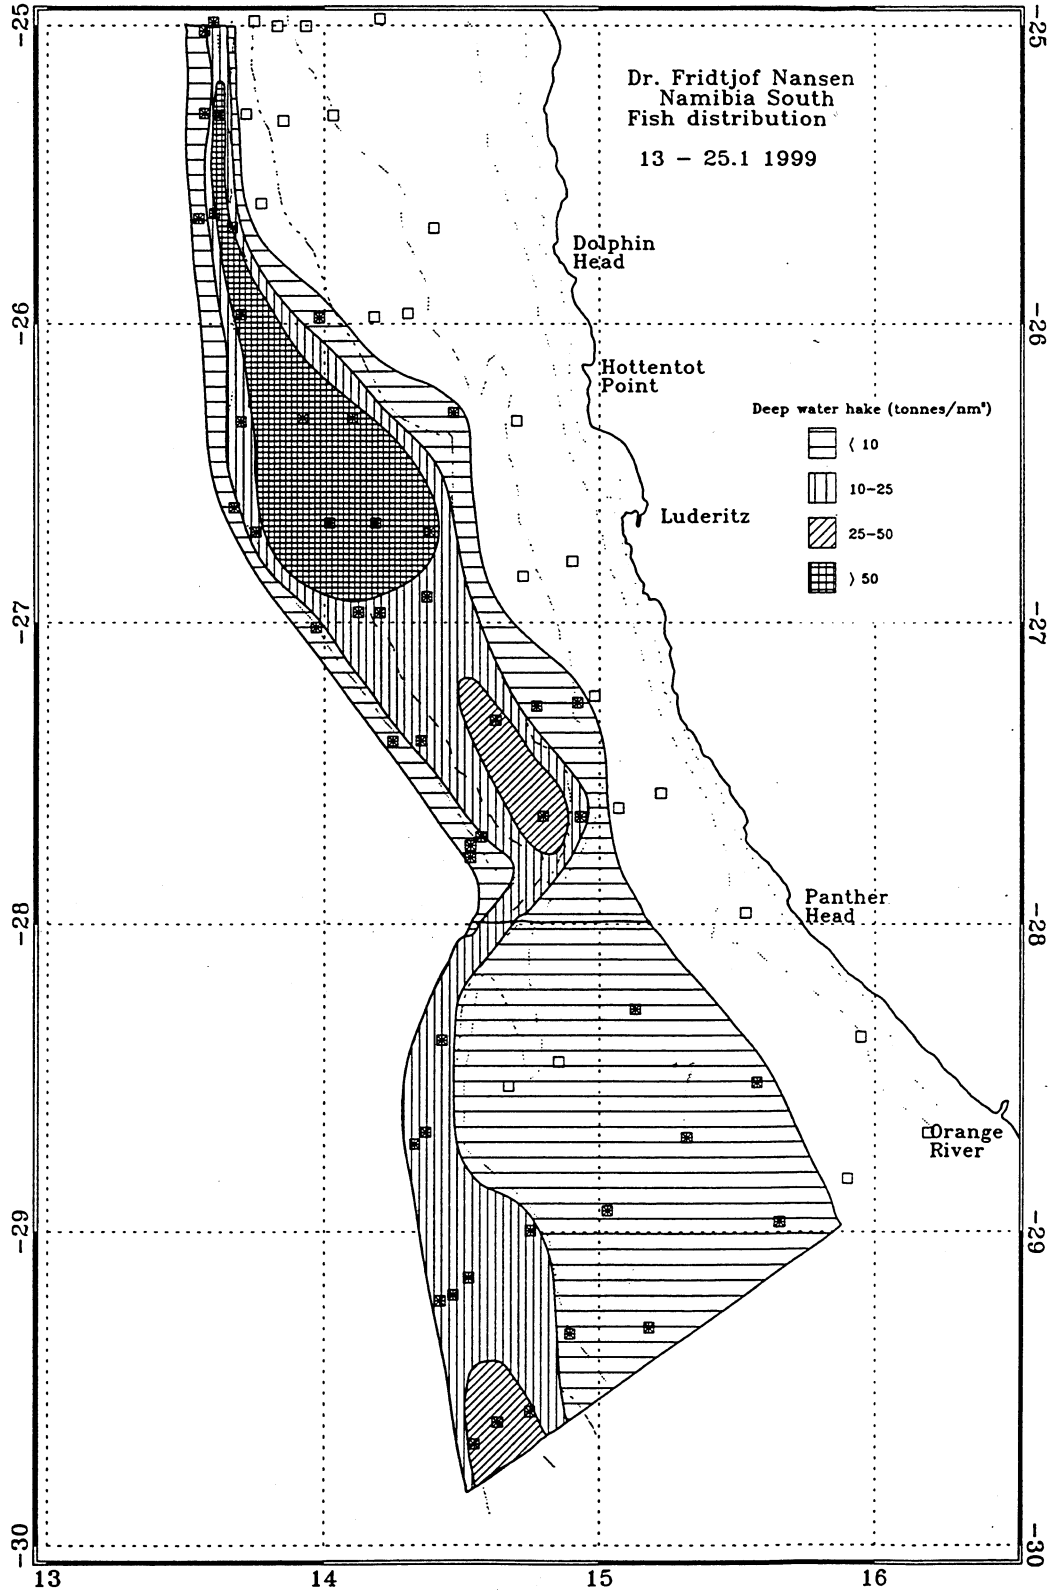 -25
-25
Dr. Fridtjof Nansen
Namibia South
Fish distribution
13 - 25.1 1999
Dolphin
Head
-26
-26
Hottentot
Point
Deep water hake (tonnes/nm²)
⟨ 10
10-25
25-50
⟩ 50
Luderitz
-27
-27
Panther
Head
-28
-28
Orange
River
-29
-29
-30
-30
13
14
15
16